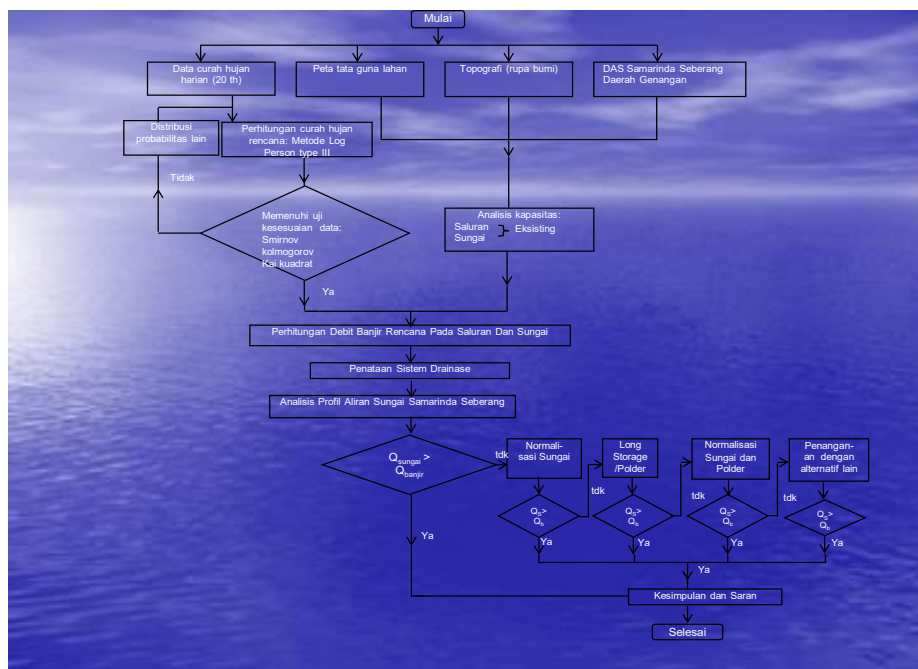 Mulai
Data curah hujan
harian (20 th)
Peta tata guna lahan
Topografi (rupa bumi)
DAS Samarinda Seberang
Daerah Genangan
Distribusi
probabilitas lain
Perhitungan curah hujan
rencana: Metode Log
Person type III
Tidak
Memenuhi uji
kesesuaian data:
Smirnov
kolmogorov
Kai kuadrat
Analisis kapasitas:
Saluran
Sungai
Eksisting
Ya
Perhitungan Debit Banjir Rencana Pada Saluran Dan Sungai
Penataan Sistem Drainase
Analisis Profil Aliran Sungai Samarinda Seberang
Qsungai >
Qbanjir
tdk
Normali-
sasi Sungai
Long
Storage
/Polder
Normalisasi
Sungai dan
Polder
Penangan-
an dengan
alternatif lain
tdk
tdk
tdk
QS>
Qb
QS>
Qb
QS>
Qb
QS>
Qb
Ya
Ya
Ya
Ya
Ya
Ya
Kesimpulan dan Saran
Selesai